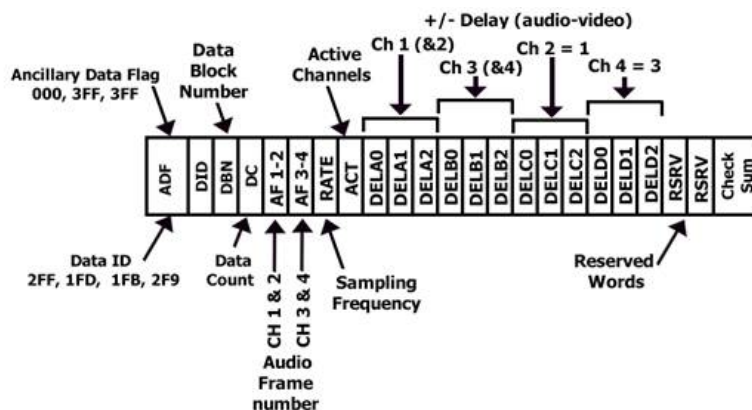 +/- Delay (audio-video)
Ch 1 (&2)
Ch 2 = 1
Ch 3 (&4)
Ch 4 = 3
Data
Block
Number
Active
Channels
Ancillary Data Flag
000, 3FF, 3FF
ADF
DID
DBN
DC
AF 1-2
AF 3-4
RATE
ACT
DELA0
DELA1
DELA2
DELB0
DELB1
DELB2
DELC0
DELC1
DELC2
DELD0
DELD1
DELD2
RSRV
RSRV
Check
Sum
Data ID
2FF, 1FD, 1FB, 2F9
Data
Count
CH 1 & 2
CH 3 & 4
Audio
Frame
number
Sampling
Frequency
Reserved
Words